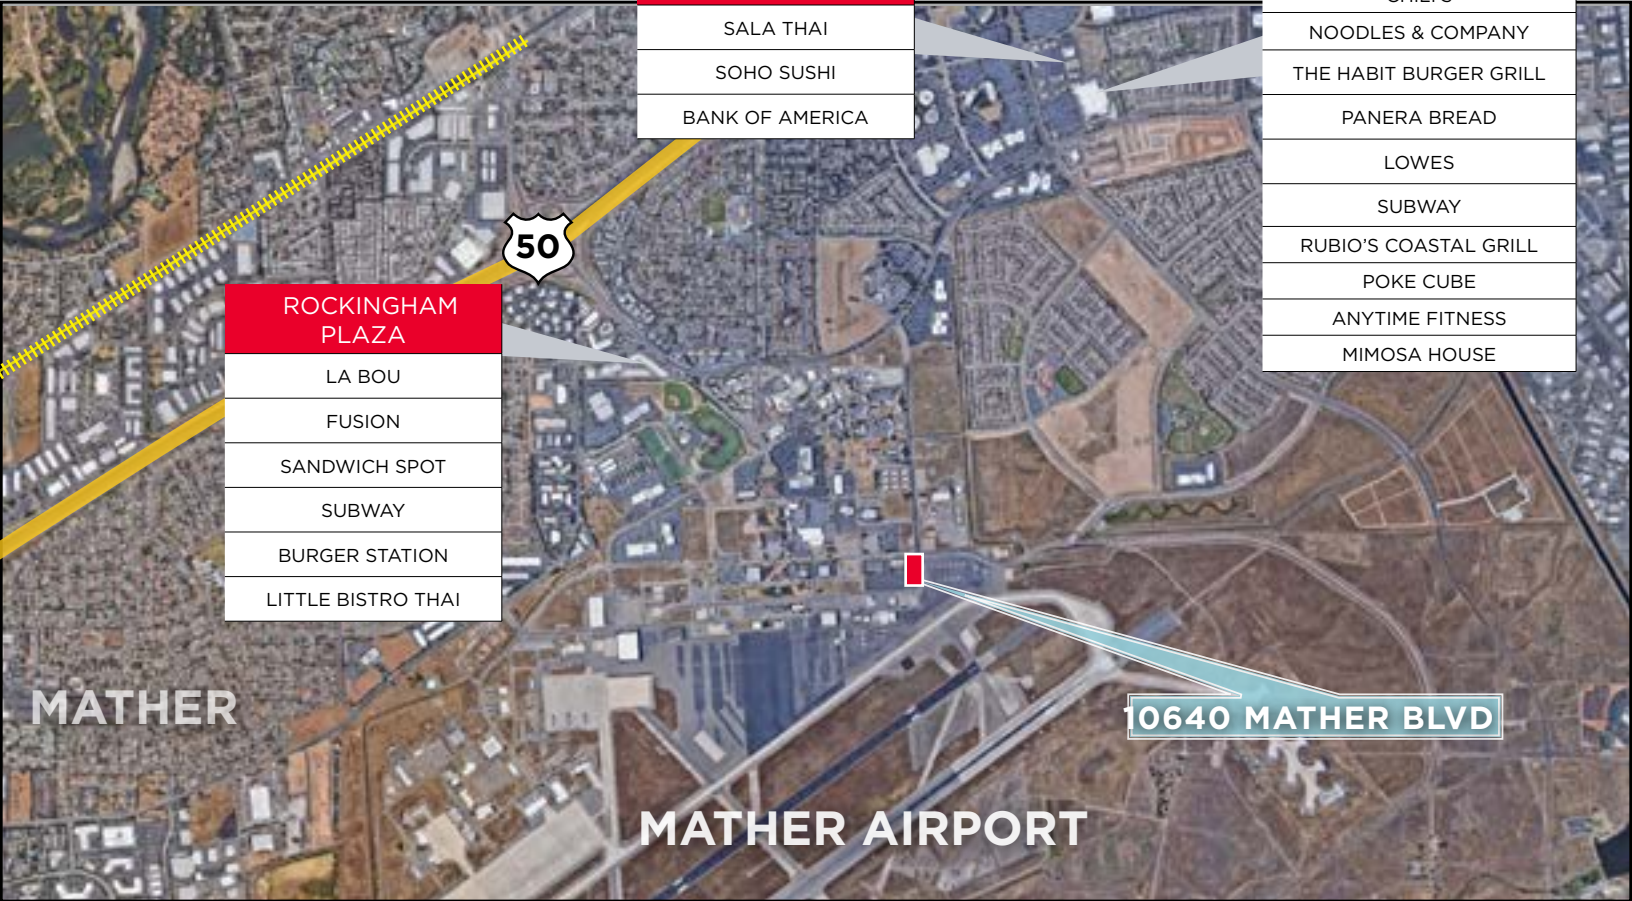 SALA THAI
SOHO SUSHI
BANK OF AMERICA
NOODLES & COMPANY
THE HABIT BURGER GRILL
PANERA BREAD
LOWES
SUBWAY
RUBIO'S COASTAL GRILL
POKE CUBE
ANYTIME FITNESS
MIMOSA HOUSE
50
ROCKINGHAM
PLAZA
LA BOU
FUSION
SANDWICH SPOT
SUBWAY
BURGER STATION
LITTLE BISTRO THAI
MATHER
10640 MATHER BLVD
MATHER AIRPORT